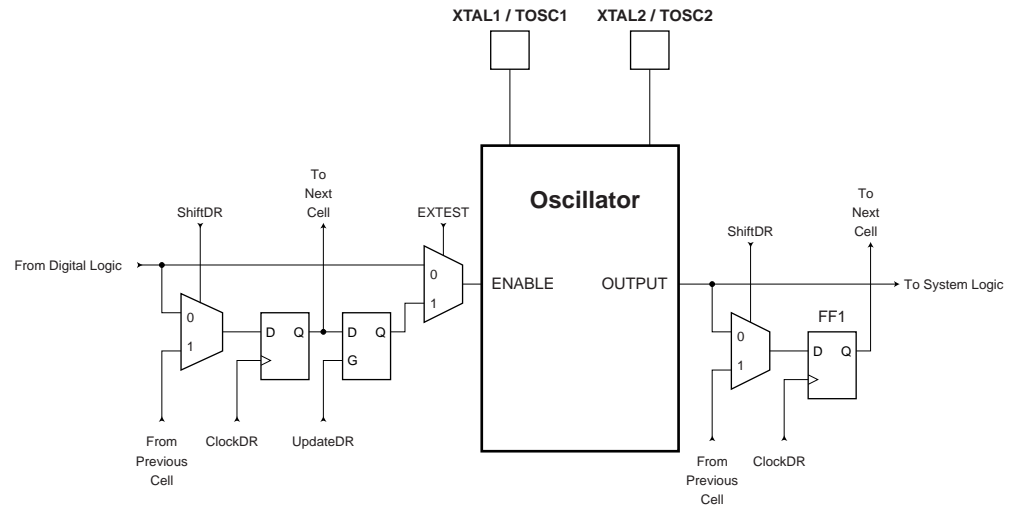 XTAL1 / TOSC1
XTAL2 / TOSC2
To
Next
Cell
ShiftDR
EXTEST
Oscillator
To
Next
Cell
ShiftDR
From Digital Logic
0
1
ENABLE
OUTPUT
To System Logic
0
1
D Q
D Q
G
FF1
0
1
D Q
From
Previous
Cell
ClockDR
UpdateDR
From
Previous
Cell
ClockDR